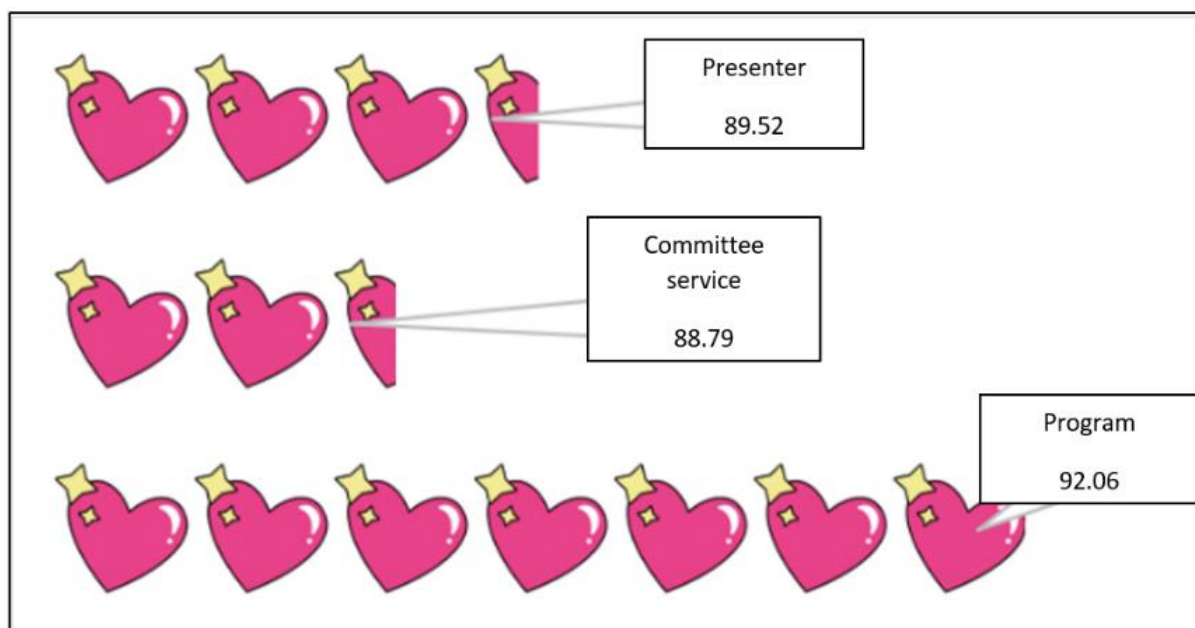 Presenter
89.52
Committee
service
88.79
Program
92.06